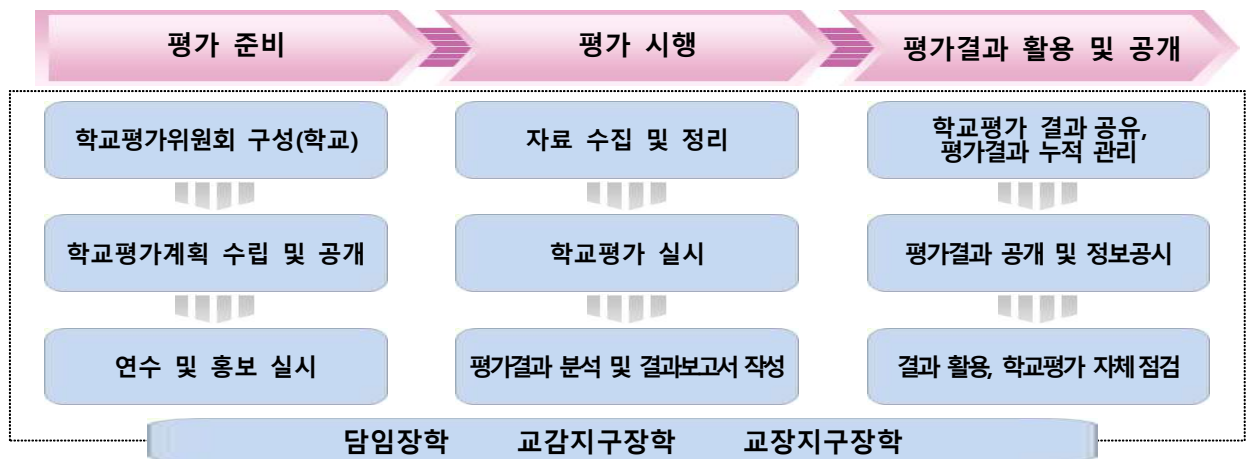 평가 준비
평가 시행
평가결과 활용 및 공개
학교평가위원회 구성(학교)
학교평가계획 수립 및 공개
연수 및 홍보 실시
자료 수집 및 정리
학교평가 실시
평가결과 분석 및 결과보고서 작성
학교평가 결과 공유,
평가결과 누적 관리
평가결과 공개 및 정보공시
결과 활용, 학교평가 자체 점검
담임장학 교감지구장학 교장지구장학